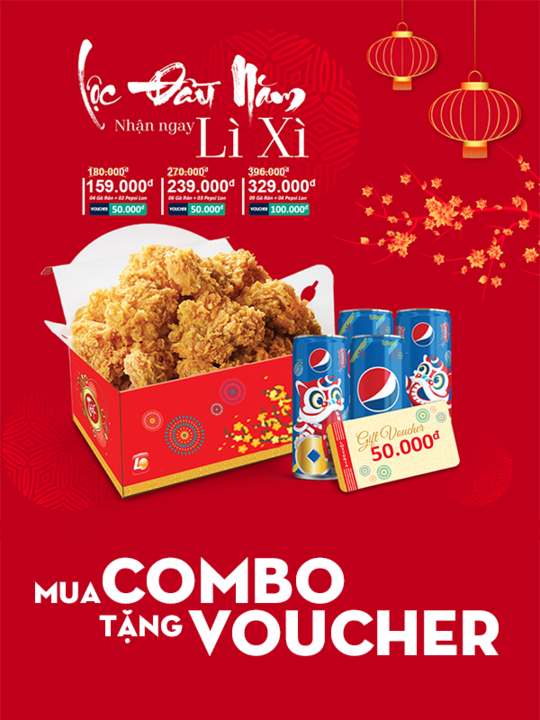 Lộc Đầu Năm
Nhận ngay Lì Xì
180.000đ 270.000đ 396.000đ
159.000đ 239.000đ 329.000đ
04 Gà Rán + 02 Pepsi Lon 06 Gà Rán + 03 Pepsi Lon 09 Gà Rán + 04 Pepsi Lon
VOUCHER 50.000đ VOUCHER 50.000đ VOUCHER 100.000đ
Gift Voucher
50.000đ
MUA COMBO
TẶNG VOUCHER